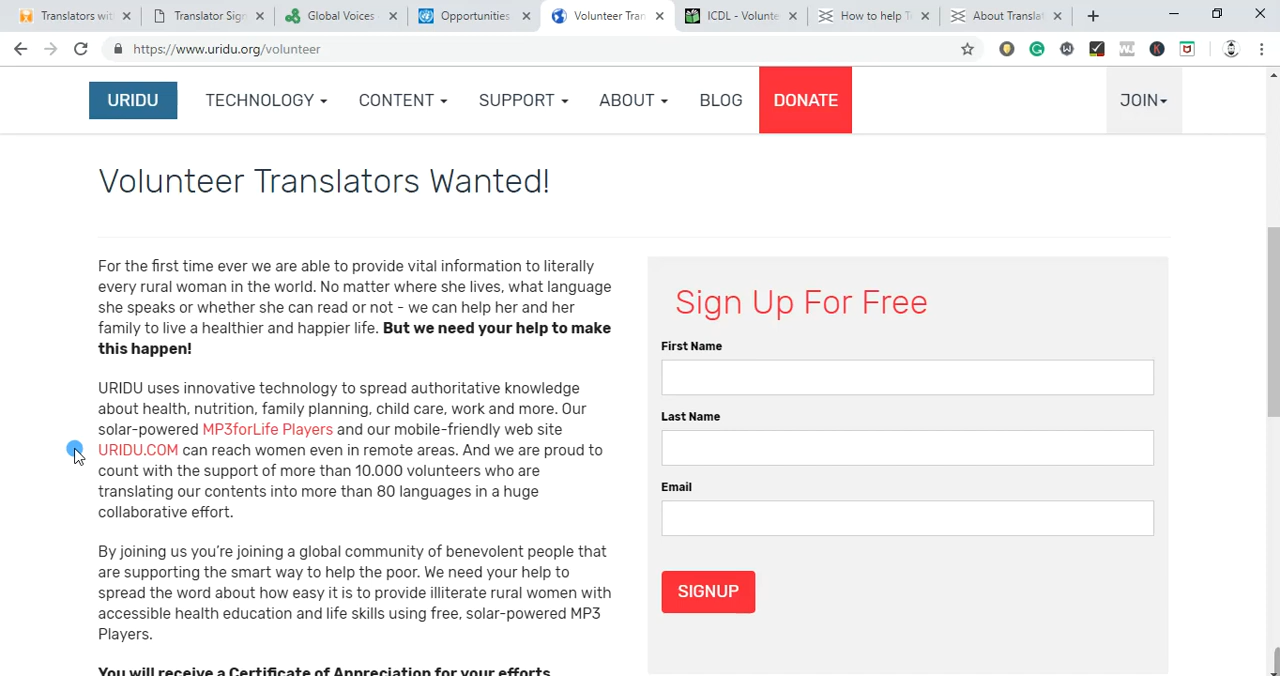 Translators with
Translator Sign
Global Voices
Opportunities
Volunteer Tran
ICDL - Volunte
How to help T
About Translat
https://www.uridu.org/volunteer
URIDU TECHNOLOGY CONTENT SUPPORT ABOUT BLOG DONATE JOIN
Volunteer Translators Wanted!
For the first time ever we are able to provide vital information to literally
every rural woman in the world. No matter where she lives, what language
she speaks or whether she can read or not - we can help her and her
family to live a healthier and happier life. But we need your help to make
this happen!
URIDU uses innovative technology to spread authoritative knowledge
about health, nutrition, family planning, child care, work and more. Our
solar-powered MP3forLife Players and our mobile-friendly web site
URIDU.COM can reach women even in remote areas. And we are proud to
count with the support of more than 10.000 volunteers who are
translating our contents into more than 80 languages in a huge
collaborative effort.
By joining us you're joining a global community of benevolent people that
are supporting the smart way to help the poor. We need your help to
spread the word about how easy it is to provide illiterate rural women with
accessible health education and life skills using free, solar-powered MP3
Players.
You will receive a Certificate of Appreciation for your efforts
Sign Up For Free
First Name
Last Name
Email
SIGNUP